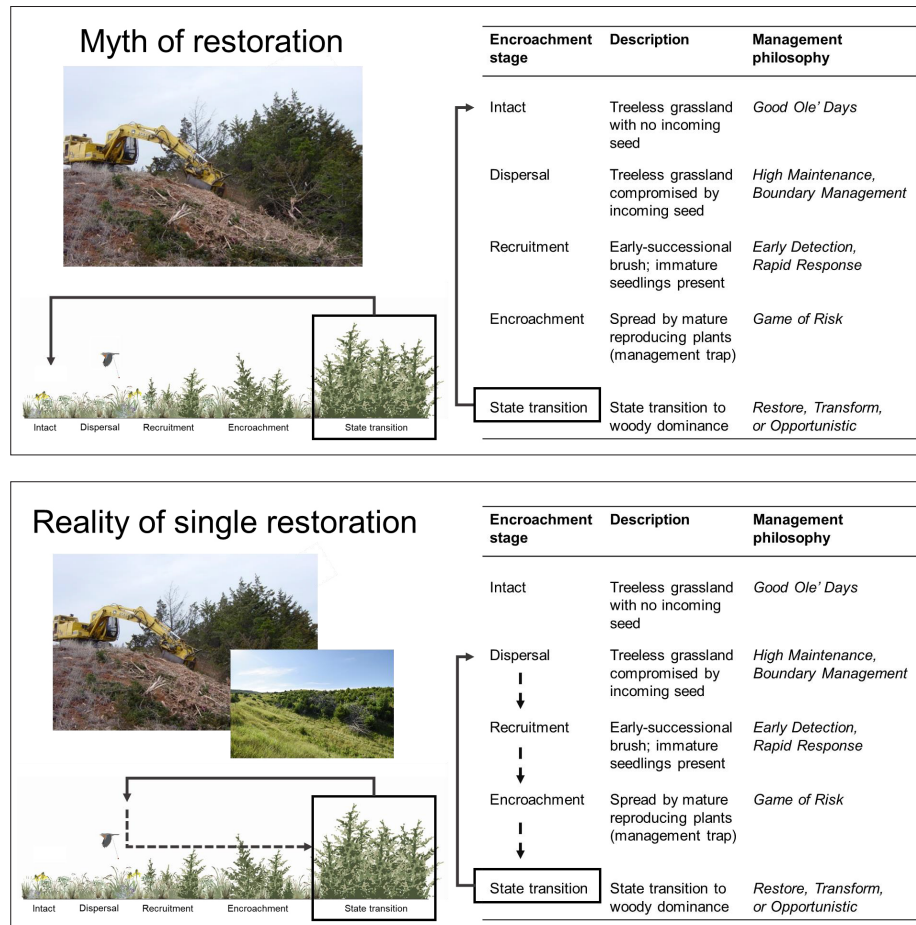 Myth of restoration
Encroachment stage
Description
Management philosophy
Intact
Treeless grassland
with no incoming
seed
Good Ole' Days
Dispersal
Treeless grassland
compromised by
incoming seed
High Maintenance,
Boundary Management
Recruitment
Early-successional
brush; immature
seedlings present
Early Detection,
Rapid Response
Encroachment
Spread by mature
reproducing plants
(management trap)
Game of Risk
State transition
State transition to
woody dominance
Restore, Transform,
or Opportunistic
Intact
Dispersal
Recruitment
Encroachment
State transition
Reality of single restoration
Encroachment stage
Description
Management philosophy
Intact
Treeless grassland
with no incoming
seed
Good Ole' Days
Dispersal
Treeless grassland
compromised by
incoming seed
High Maintenance,
Boundary Management
Recruitment
Early-successional
brush; immature
seedlings present
Early Detection,
Rapid Response
Encroachment
Spread by mature
reproducing plants
(management trap)
Game of Risk
State transition
State transition to
woody dominance
Restore, Transform,
or Opportunistic
Intact
Dispersal
Recruitment
Encroachment
State transition